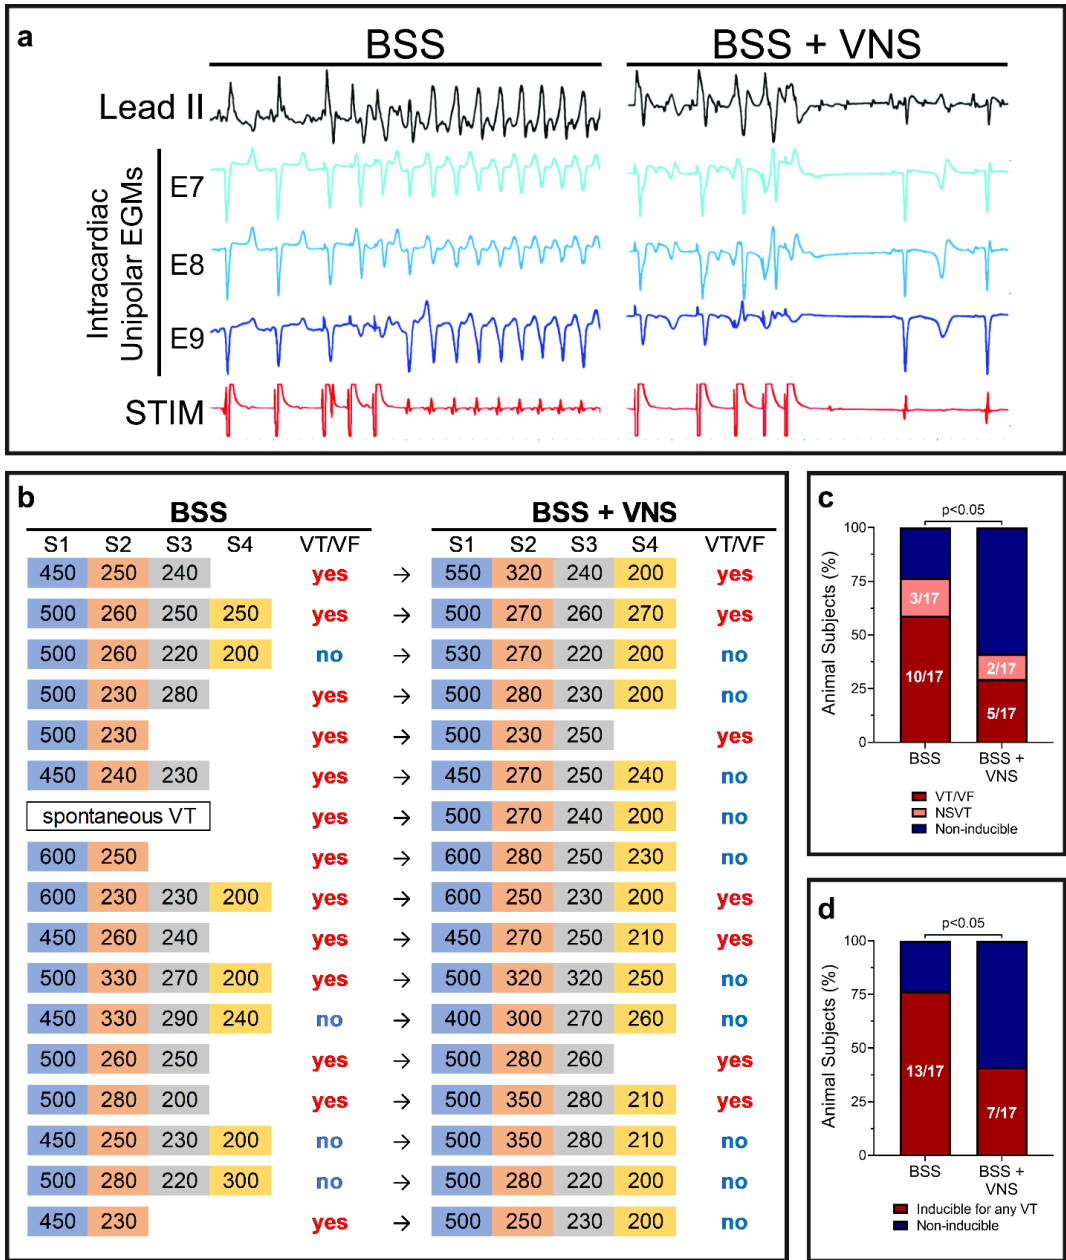 a
BSS
BSS + VNS
Lead II
Intracardiac
Unipolar EGMs
E7
E8
E9
STIM
b
BSS
BSS + VNS
S1 S2 S3 S4 VT/VF S1 S2 S3 S4 VT/VF
450 250 240 yes → 550 320 240 200 yes
500 260 250 250 yes → 500 270 260 270 yes
500 260 220 200 no → 530 270 220 200 no
500 230 280 yes → 500 280 230 200 no
500 230 yes → 500 230 250 yes
450 240 230 yes → 450 270 250 240 no
spontaneous VT yes → 500 270 240 200 no
600 250 yes → 600 280 250 230 no
600 230 230 200 yes → 600 250 230 200 yes
450 260 240 yes → 450 270 250 210 yes
500 330 270 200 yes → 500 320 320 250 no
450 330 290 240 no → 400 300 270 260 no
500 260 250 yes → 500 280 260 yes
500 280 200 yes → 500 350 280 210 yes
450 250 230 200 no → 500 350 280 210 no
500 280 220 300 no → 500 280 220 200 no
450 230 yes → 500 250 230 200 no
c
p<0.05
Animal Subjects (%)
100
75
50
25
0
3/17
10/17
2/17
5/17
BSS
BSS +
VNS
VT/VF
NSVT
Non-inducible
d
p<0.05
Animal Subjects (%)
100
75
50
25
0
13/17
7/17
BSS
BSS +
VNS
Inducible for any VT
Non-inducible